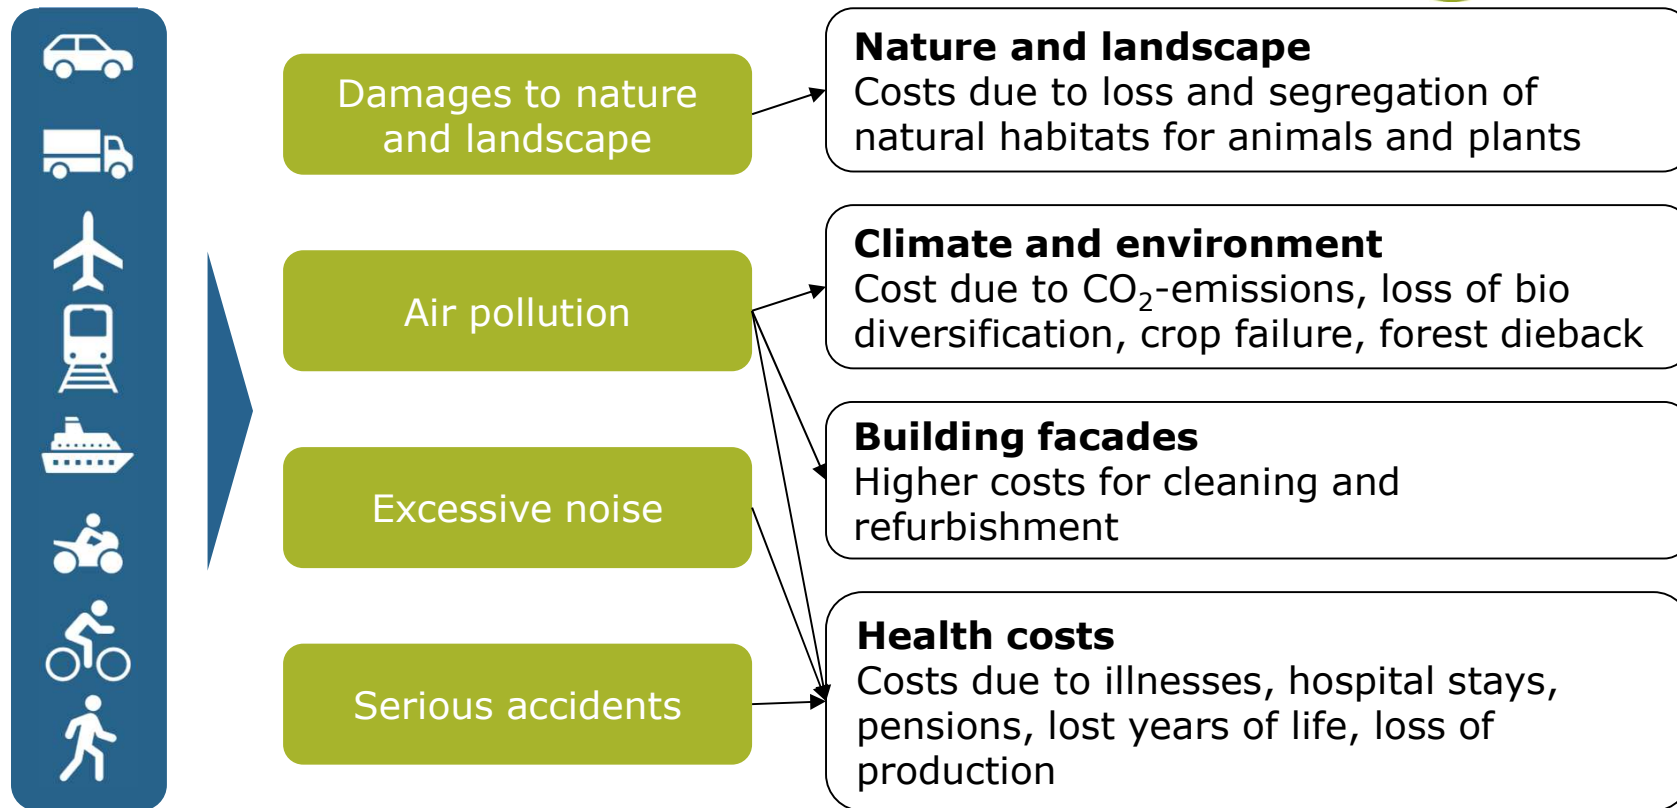 Damages to nature
and landscape
Nature and landscape
Costs due to loss and segregation of
natural habitats for animals and plants
Air pollution
Climate and environment
Cost due to CO₂-emissions, loss of bio
diversification, crop failure, forest dieback
Building facades
Higher costs for cleaning and
refurbishment
Excessive noise
Serious accidents
Health costs
Costs due to illnesses, hospital stays,
pensions, lost years of life, loss of
production